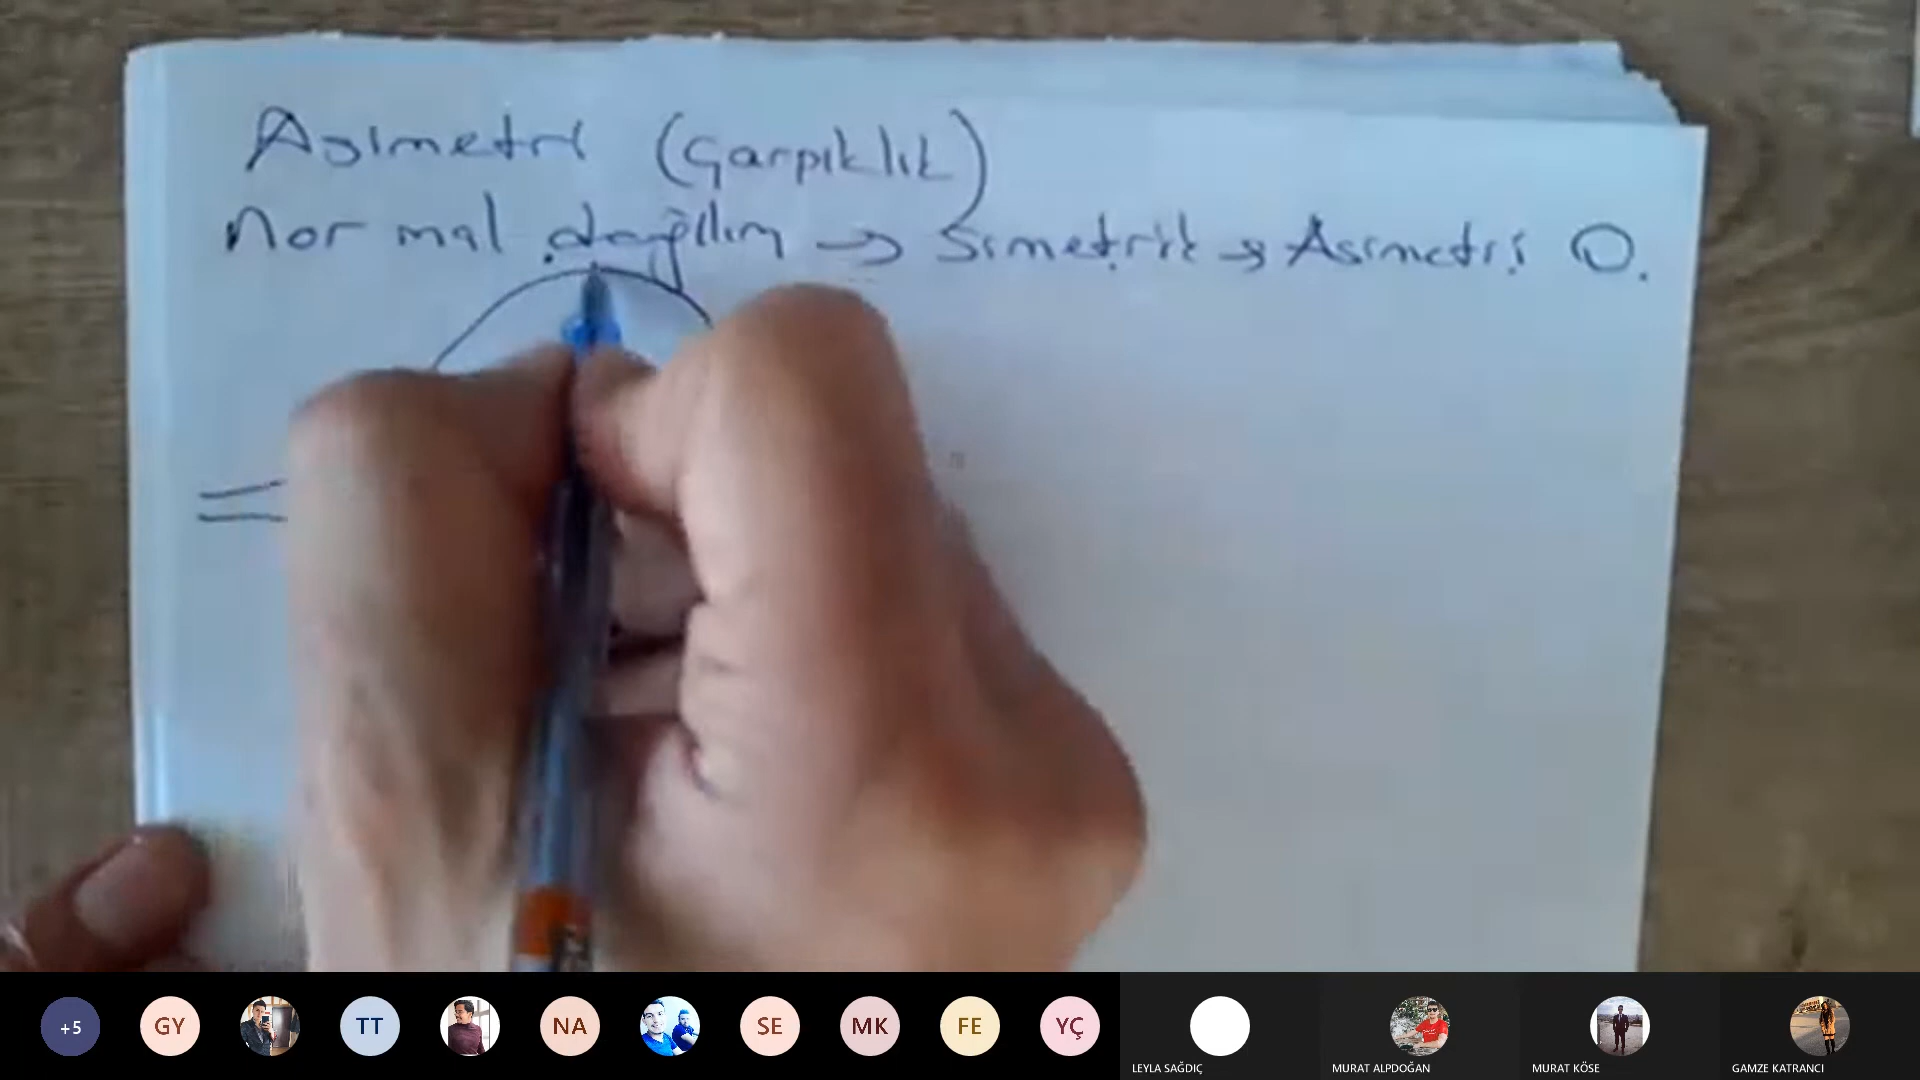 Asimetri (Çarpıklık)
Normal dağılım → Simetrik → Asimetri 0.
+5
GY
TT
NA
SE
MK
FE
YÇ
LEYLA SAĞDIÇ
MURAT ALPDOĞAN
MURAT KÖSE
GAMZE KATRANCI